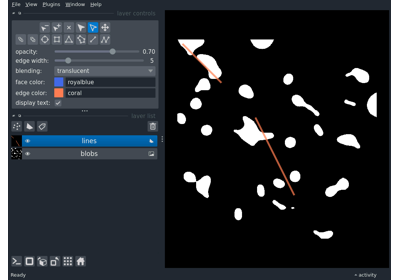 File View Plugins Window Help
layer controls
opacity: 0.70
edge width: 5
blending: translucent
face color: royalblue
edge color: coral
display text:
layer list
lines
blobs
Ready
activity